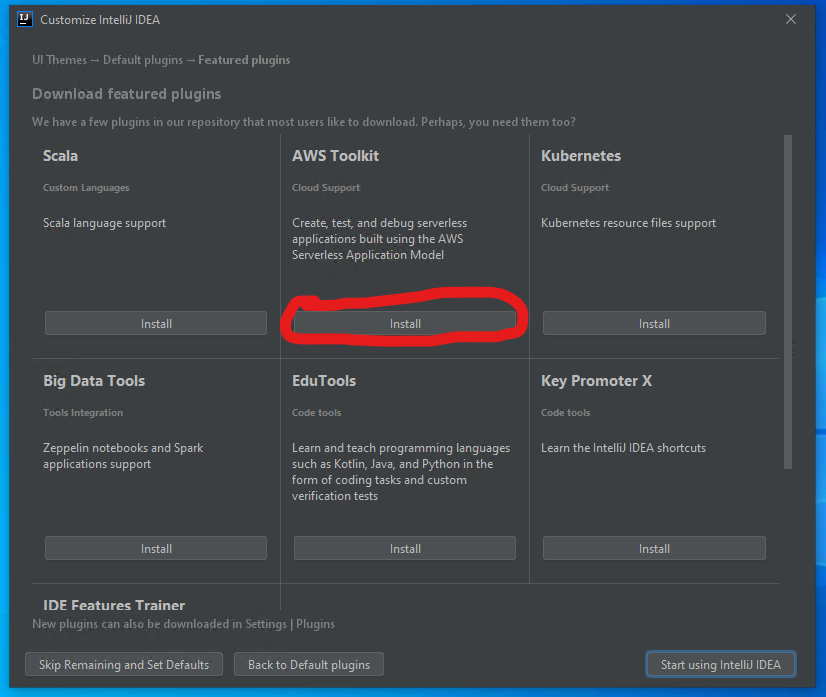 IJ
Customize IntelliJ IDEA
UI Themes → Default plugins → Featured plugins
Download featured plugins
We have a few plugins in our repository that most users like to download. Perhaps, you need them too?
Scala
Custom Languages
Scala language support
Install
AWS Toolkit
Cloud Support
Create, test, and debug serverless
applications built using the AWS
Serverless Application Model
Install
Kubernetes
Cloud Support
Kubernetes resource files support
Install
Big Data Tools
Tools Integration
Zeppelin notebooks and Spark
applications support
Install
EduTools
Code tools
Learn and teach programming languages
such as Kotlin, Java, and Python in the
form of coding tasks and custom
verification tests
Install
Key Promoter X
Code tools
Learn the IntelliJ IDEA shortcuts
Install
IDE Features Trainer
New plugins can also be downloaded in Settings | Plugins
Skip Remaining and Set Defaults
Back to Default plugins
Start using IntelliJ IDEA